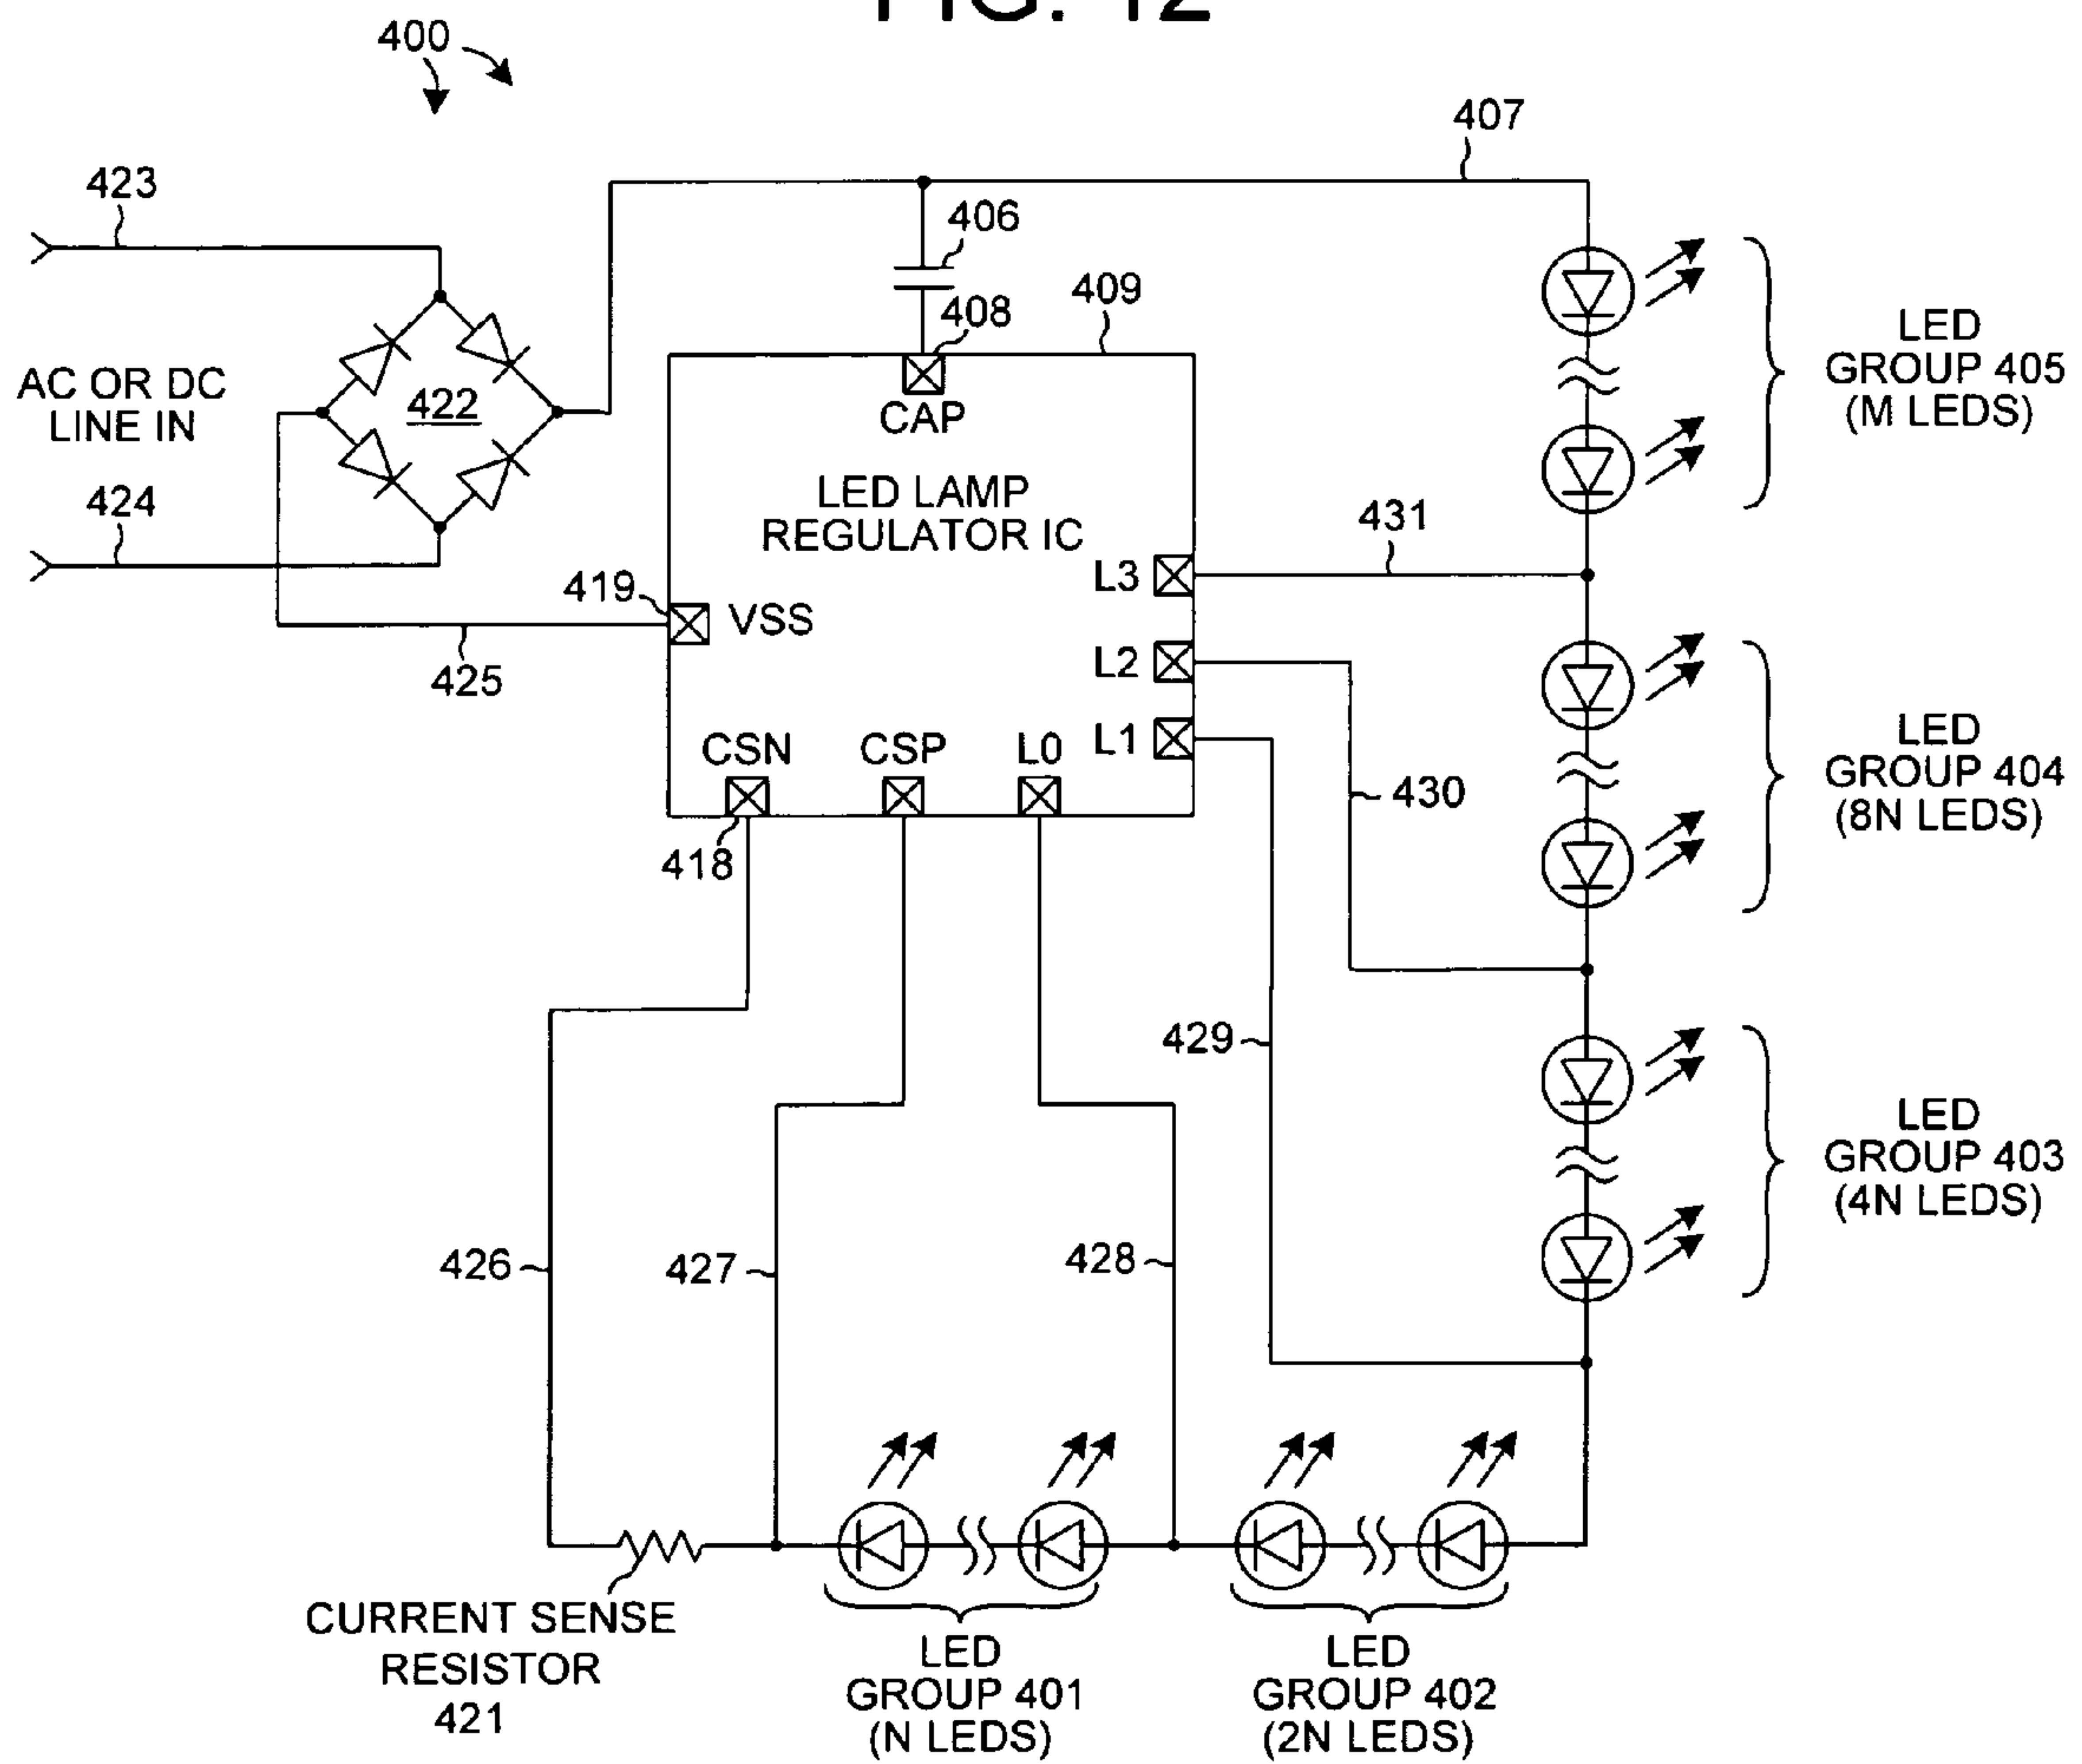 FIG. 12
400
407
423
406
408
409
AC OR DC
LINE IN
422
CAP
LED
GROUP 405
(M LEDS)
424
LED LAMP
REGULATOR IC
431
419
VSS
L3
425
L2
L1
CSN
CSP
L0
418
430
LED
GROUP 404
(8N LEDS)
429
LED
GROUP 403
(4N LEDS)
426
427
428
CURRENT SENSE
RESISTOR
421
LED
GROUP 401
(N LEDS)
LED
GROUP 402
(2N LEDS)